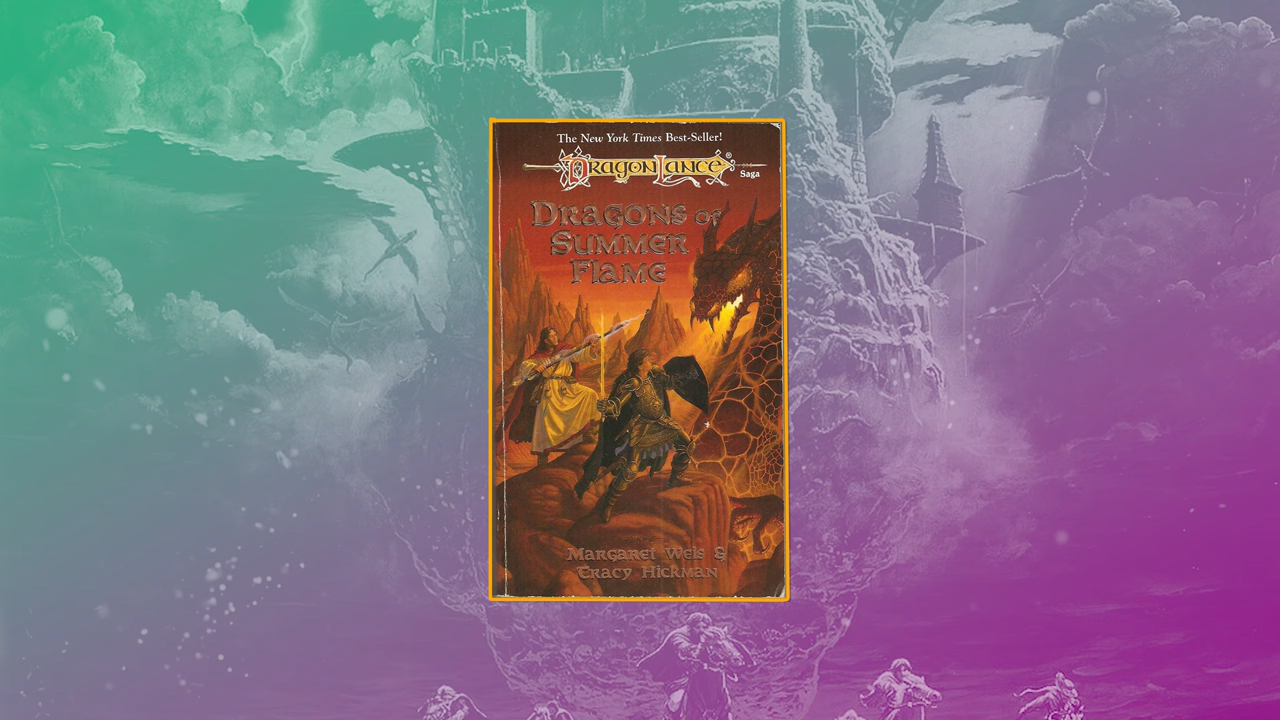 The New York Times Best-Seller!
DRAGONLANCE®
Saga
DRAGONS OF
SUMMER
FLAME
MARGARET WEIS &
TRACY HICKMAN